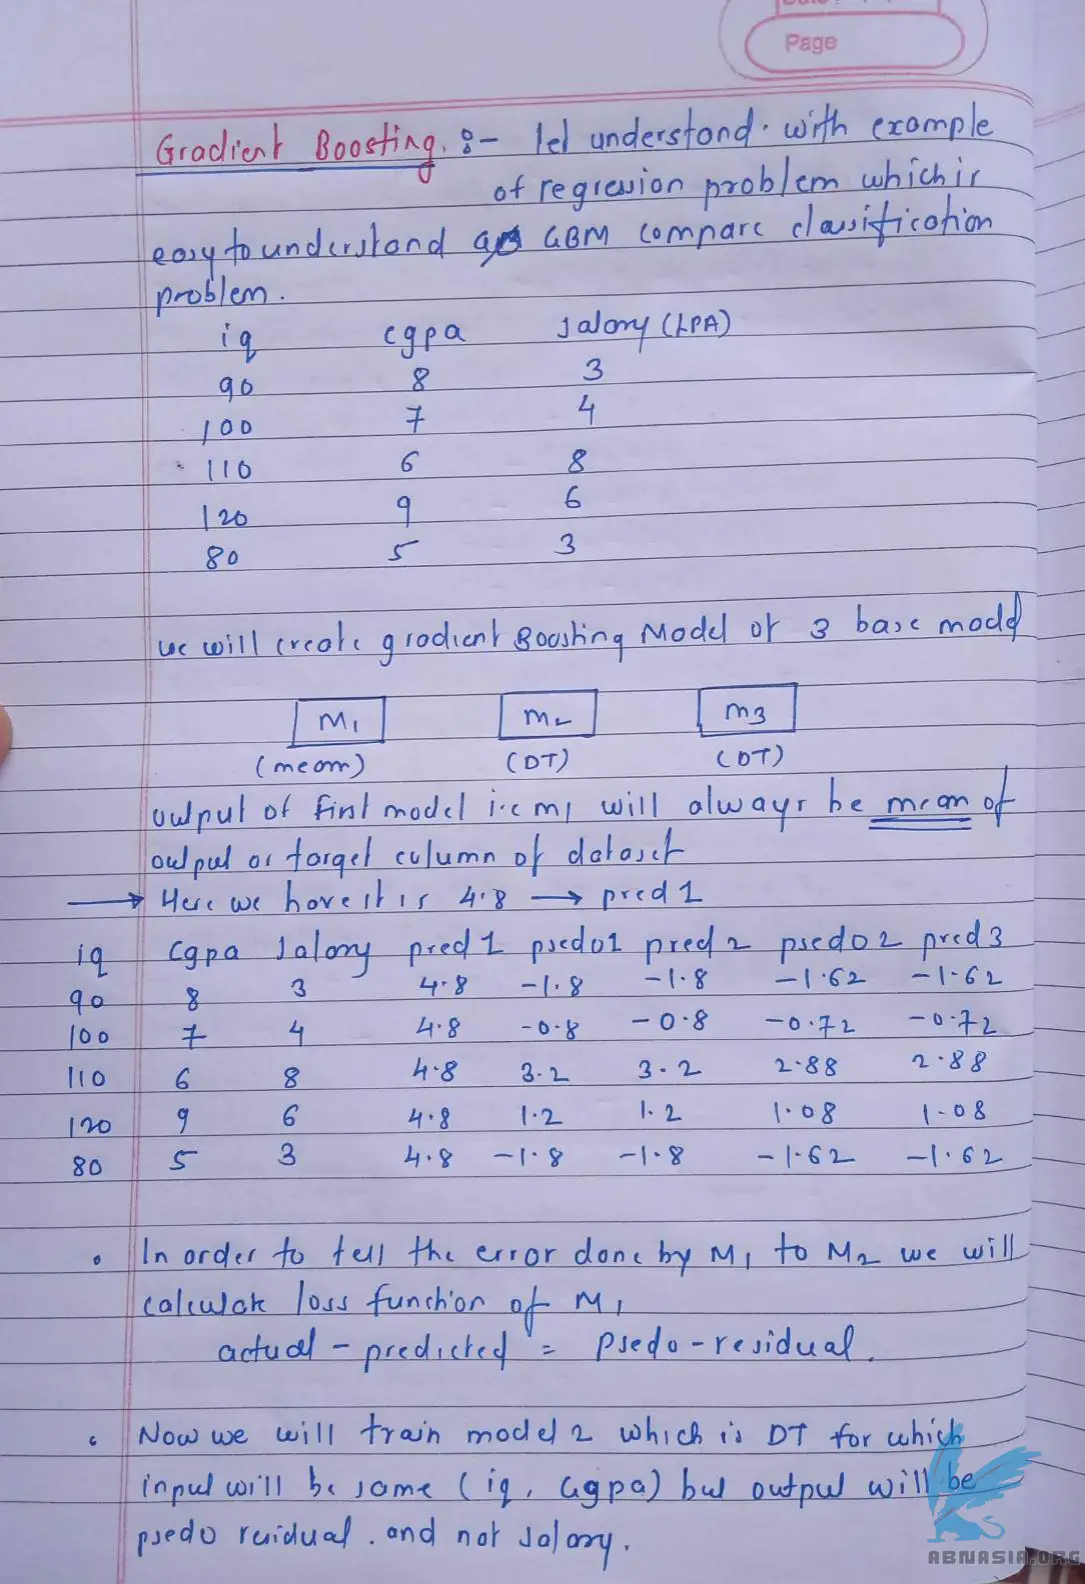 Page
Gradient Boosting :- let understand. with example
of regression problem which is
easy to understand GBM compare classification
problem.
iq cgpa salary (LPA)
90 8 3
100 7 4
110 6 8
120 9 6
80 5 3
we will create gradient Boosting Model of 3 base model
M1 M2 M3
(mean) (DT) (DT)
output of first model i.e m1 will always be mean of
output or target column of dataset
→ Here we have it is 4.8 → pred 1
iq cgpa salary pred 1 psedo1 pred 2 psedo 2 pred 3
90 8 3 4.8 -1.8 -1.8 -1.62 -1.62
100 7 4 4.8 -0.8 -0.8 -0.72 -0.72
110 6 8 4.8 3.2 3.2 2.88 2.88
120 9 6 4.8 1.2 1.2 1.08 1.08
80 5 3 4.8 -1.8 -1.8 -1.62 -1.62
• In order to tell the error done by M1 to M2 we will
calculate loss function of M1
actual - predicted = psedo-residual.
• Now we will train model 2 which is DT for which
input will be same (iq, cgpa) but output will be
psedo residual. and not salary.
ABNASIA.ORG